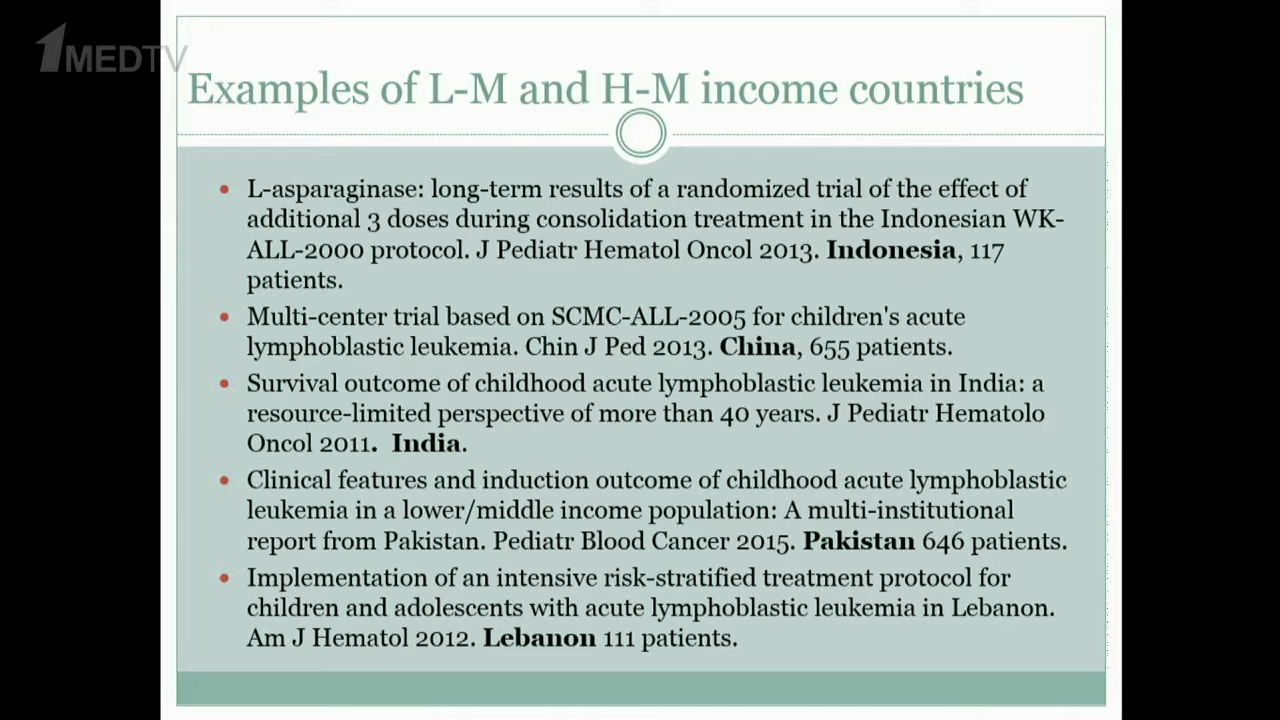 1MEDTV
Examples of L-M and H-M income countries
• L-asparaginase: long-term results of a randomized trial of the effect of
additional 3 doses during consolidation treatment in the Indonesian WK-
ALL-2000 protocol. J Pediatr Hematol Oncol 2013. Indonesia, 117
patients.
• Multi-center trial based on SCMC-ALL-2005 for children's acute
lymphoblastic leukemia. Chin J Ped 2013. China, 655 patients.
• Survival outcome of childhood acute lymphoblastic leukemia in India: a
resource-limited perspective of more than 40 years. J Pediatr Hematolo
Oncol 2011. India.
• Clinical features and induction outcome of childhood acute lymphoblastic
leukemia in a lower/middle income population: A multi-institutional
report from Pakistan. Pediatr Blood Cancer 2015. Pakistan 646 patients.
• Implementation of an intensive risk-stratified treatment protocol for
children and adolescents with acute lymphoblastic leukemia in Lebanon.
Am J Hematol 2012. Lebanon 111 patients.